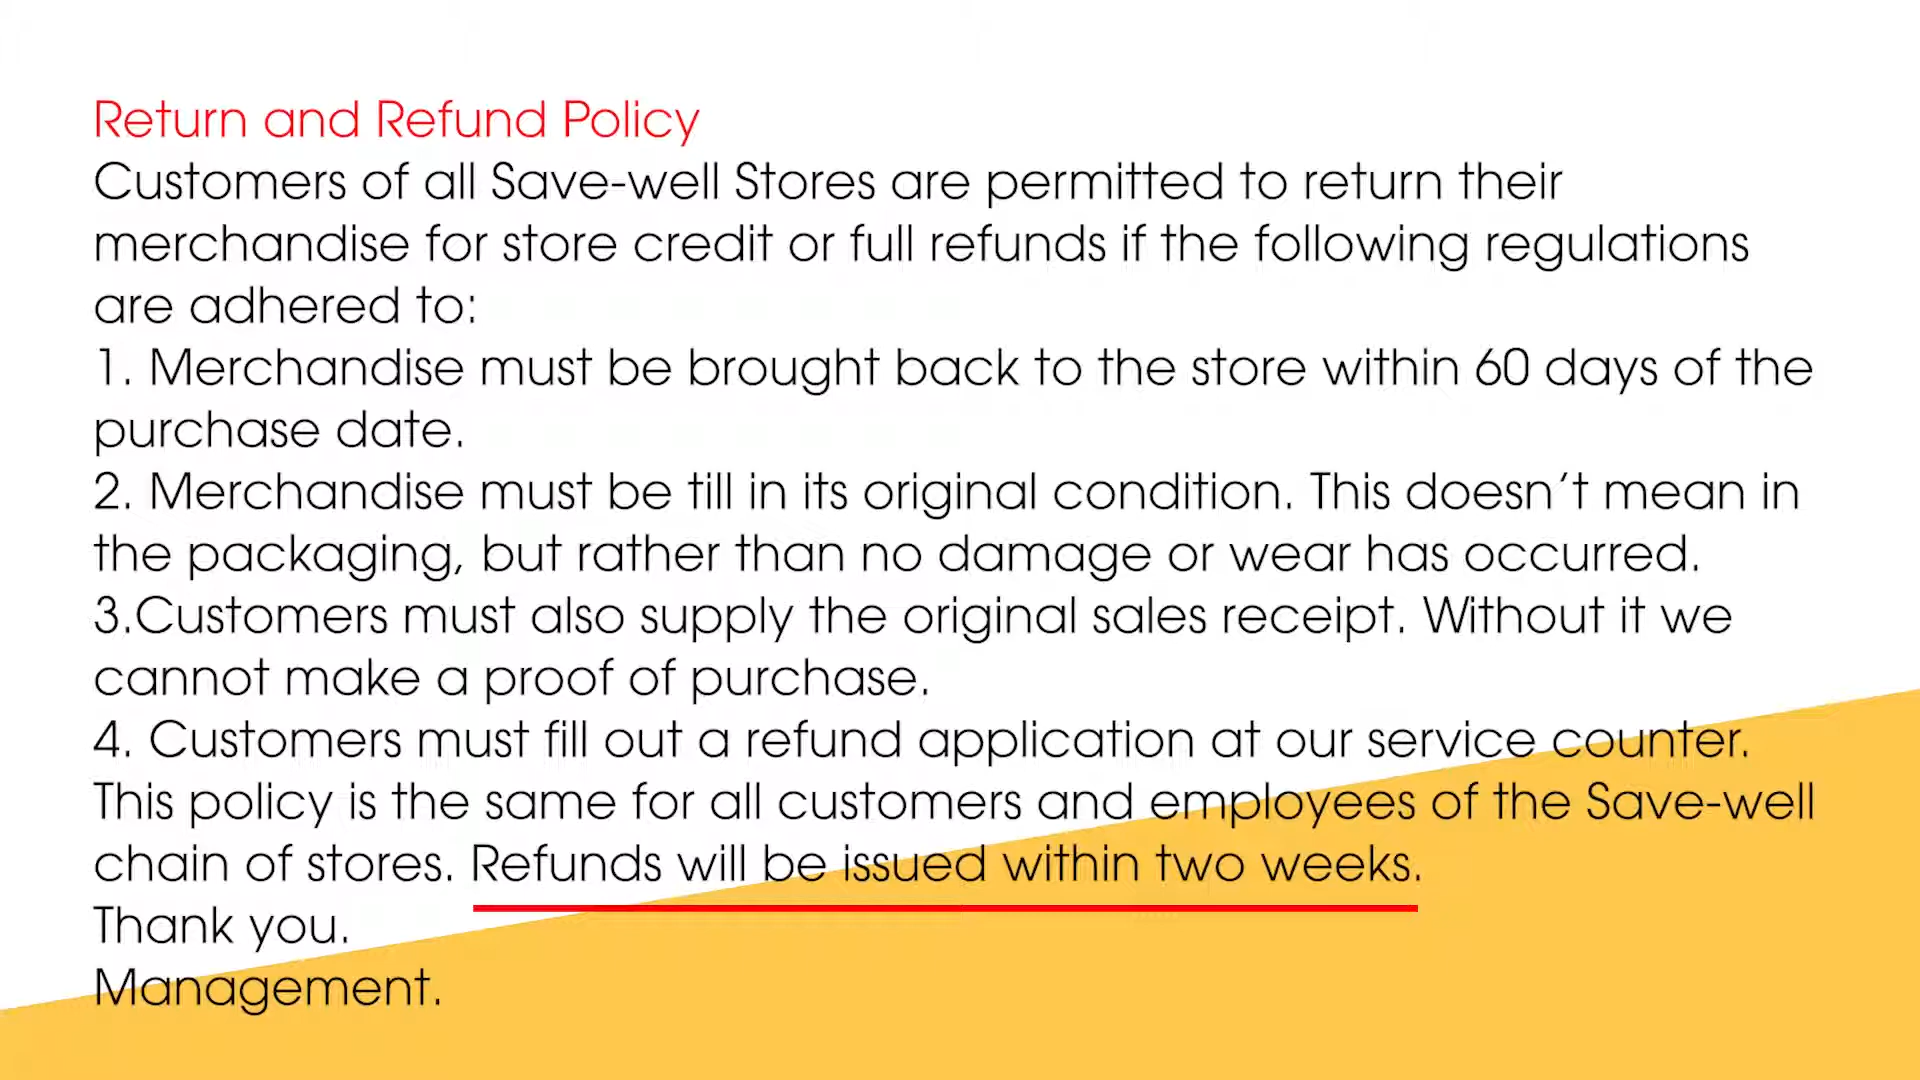 Return and Refund Policy
Customers of all Save-well Stores are permitted to return their
merchandise for store credit or full refunds if the following regulations
are adhered to:
1. Merchandise must be brought back to the store within 60 days of the
purchase date.
2. Merchandise must be till in its original condition. This doesn′t mean in
the packaging, but rather than no damage or wear has occurred.
3.Customers must also supply the original sales receipt. Without it we
cannot make a proof of purchase.
4. Customers must fill out a refund application at our service counter.
This policy is the same for all customers and employees of the Save-well
chain of stores. Refunds will be issued within two weeks.
Thank you.
Management.